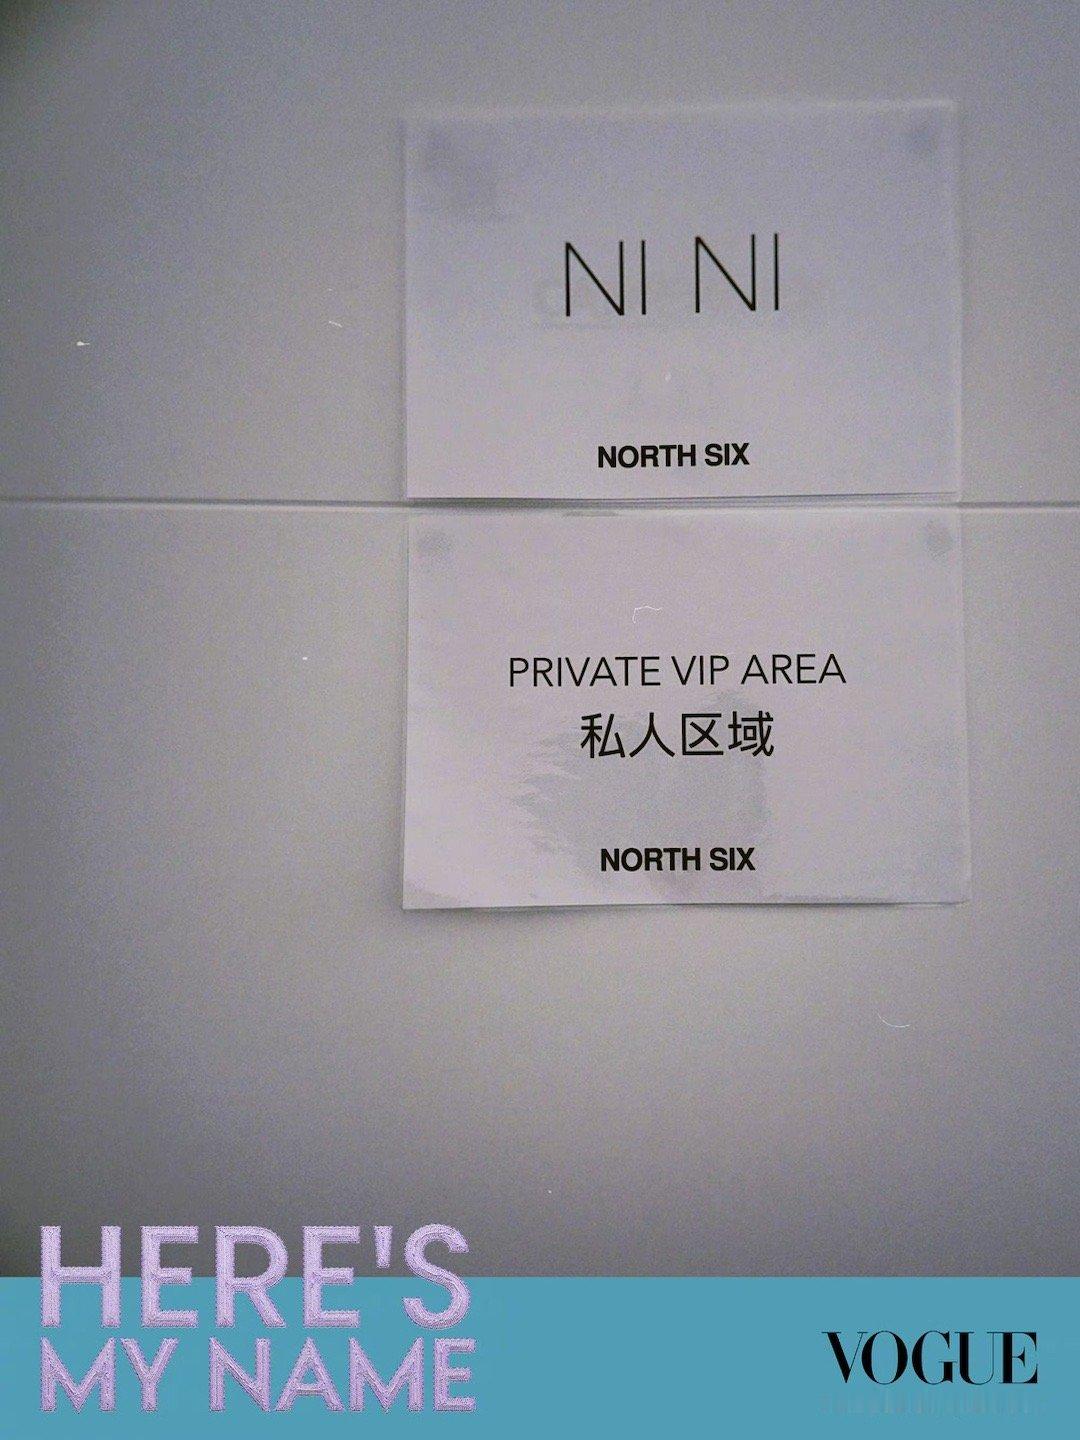 NI NI
NORTH SIX
PRIVATE VIP AREA
私人区域
NORTH SIX
HERE'S
MY NAME
VOGUE